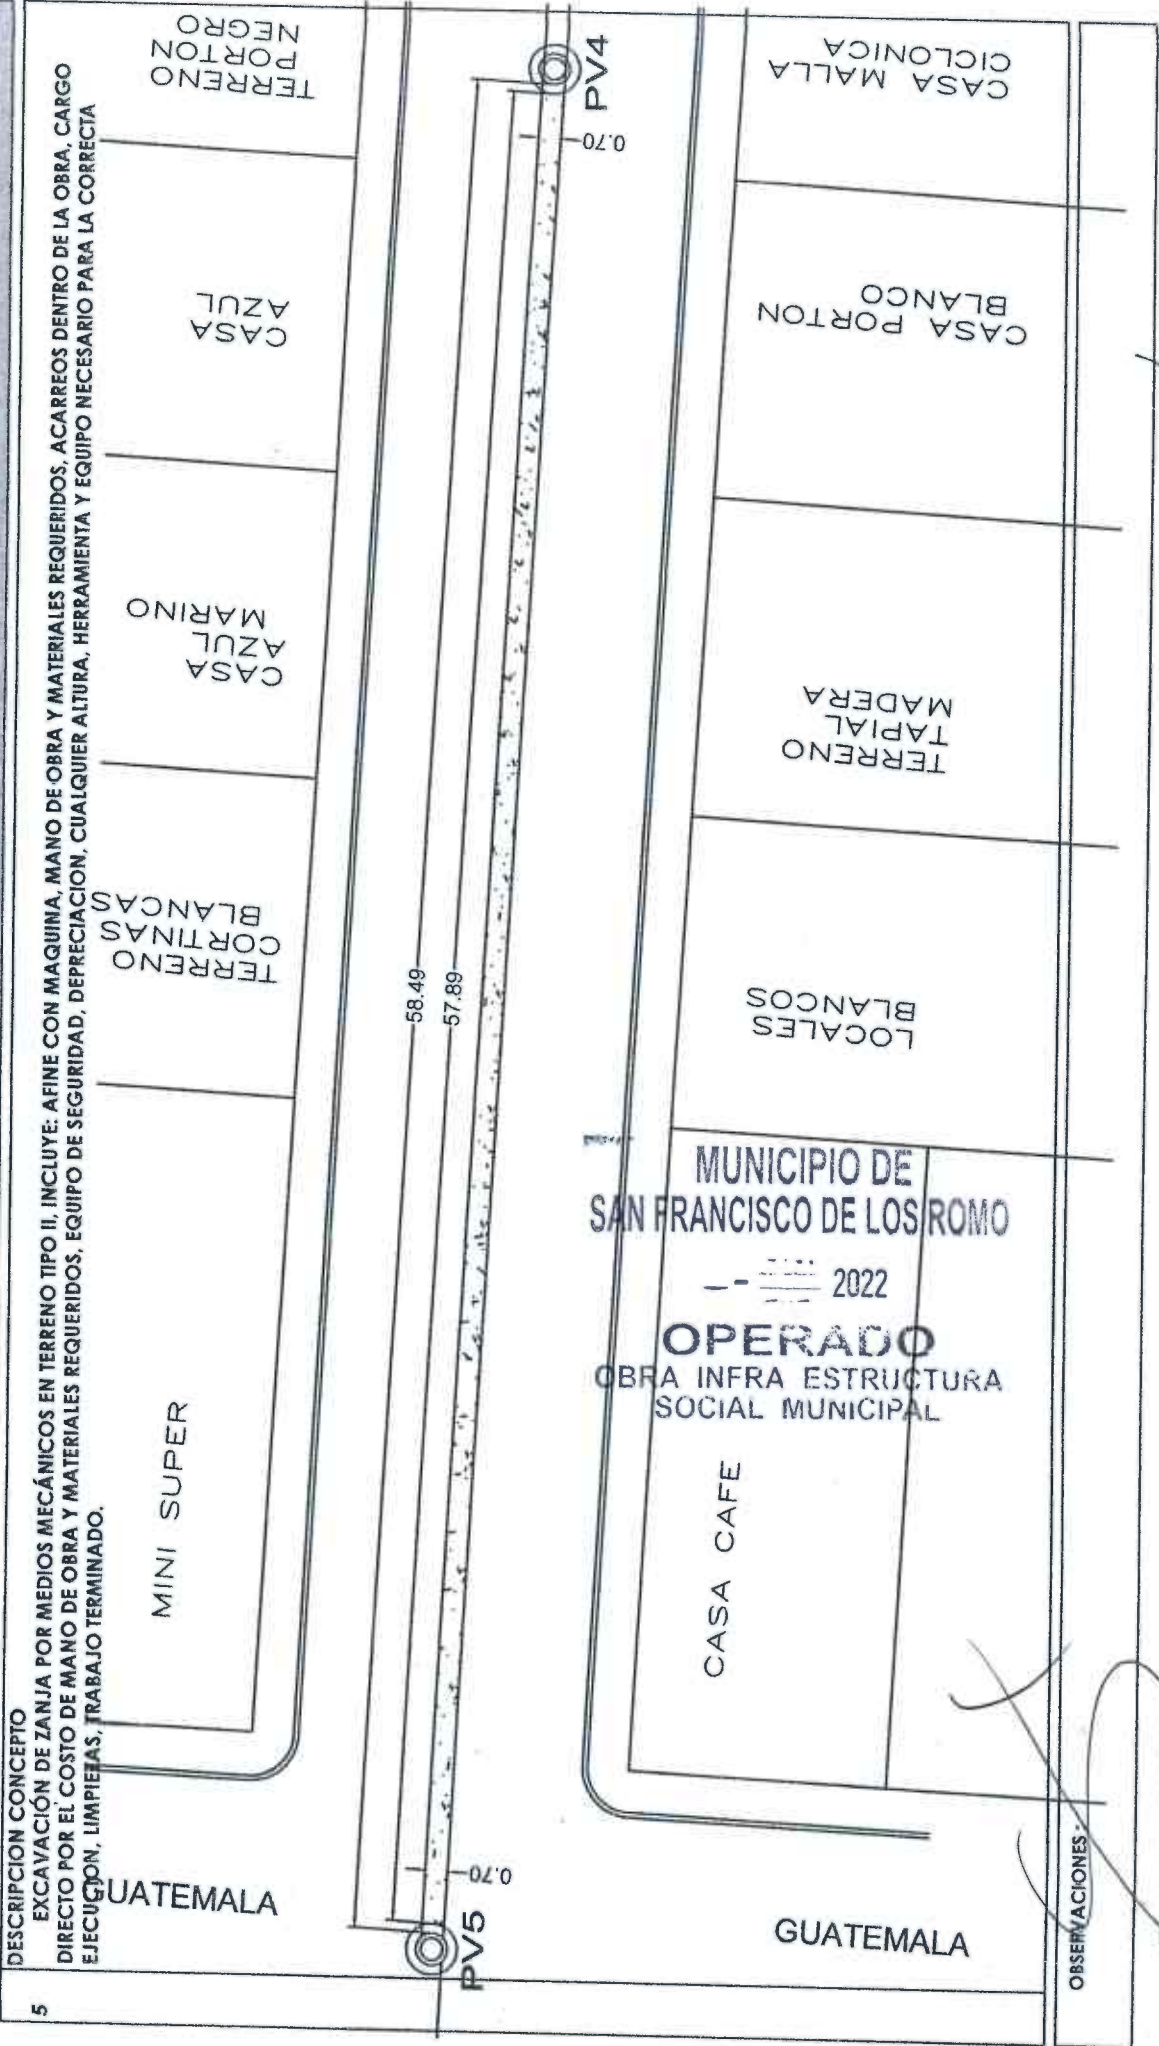 5
DESCRIPCION CONCEPTO
EXCAVACIÓN DE ZANJA POR MEDIOS MECÁNICOS EN TERRENO TIPO II, INCLUYE: AFINE CON MAQUINA, MANO DE OBRA Y MATERIALES REQUERIDOS, ACARREOS DENTRO DE LA OBRA, CARGO
DIRECTO POR EL COSTO DE MANO DE OBRA Y MATERIALES REQUERIDOS, EQUIPO DE SEGURIDAD, DEPRECIACION, CUALQUIER ALTURA, HERRAMIENTA Y EQUIPO NECESARIO PARA LA CORRECTA
EJECUCION, LIMPIEZAS, TRABAJO TERMINADO.
GUATEMALA
MINI SUPER
TERRENO
CORTINAS
BLANCAS
CASA
AZUL
MARINO
CASA
AZUL
TERRENO
PORTON
NEGRO
58.49
57.89
PV5
0.70
0.70
PV4
GUATEMALA
CASA CAFE
LOCALES
BLANCOS
TERRENO
TAPIAL
MADERA
CASA PORTON
BLANCO
CASA MALLA
CICLONICA
MUNICIPIO DE
SAN FRANCISCO DE LOS ROMO
2022
OPERADO
OBRA INFRA ESTRUCTURA
SOCIAL MUNICIPAL
OBSERVACIONES -